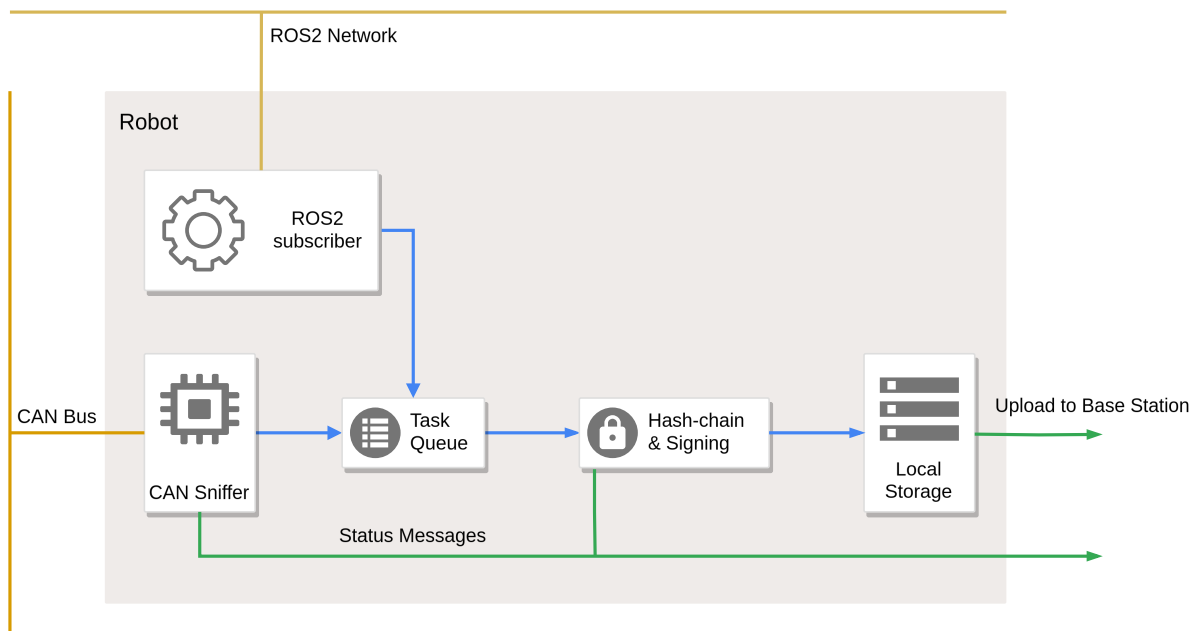 ROS2 Network
Robot
ROS2
subscriber
CAN Bus
CAN Sniffer
Task
Queue
Hash-chain
& Signing
Local
Storage
Upload to Base Station
Status Messages